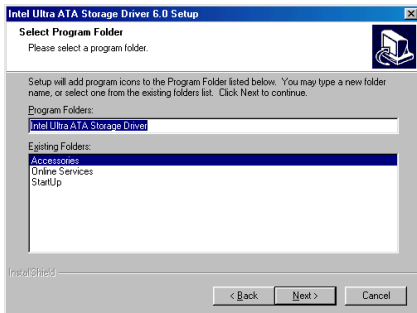 Intel Ultra ATA Storage Driver 6.0 Setup
Select Program Folder
Please select a program folder.
Setup will add program icons to the Program Folder listed below. You may type a new folder
name, or select one from the existing folders list. Click Next to continue.
Program Folders:
Intel Ultra ATA Storage Driver
Existing Folders:
Accessories
Online Services
StartUp
InstallShield
< Back
Next >
Cancel